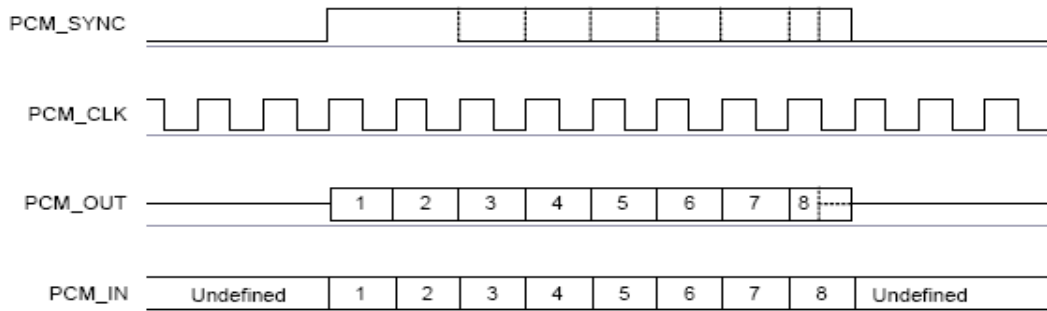 PCM_SYNC
PCM_CLK
PCM_OUT 1 2 3 4 5 6 7 8
PCM_IN Undefined 1 2 3 4 5 6 7 8 Undefined